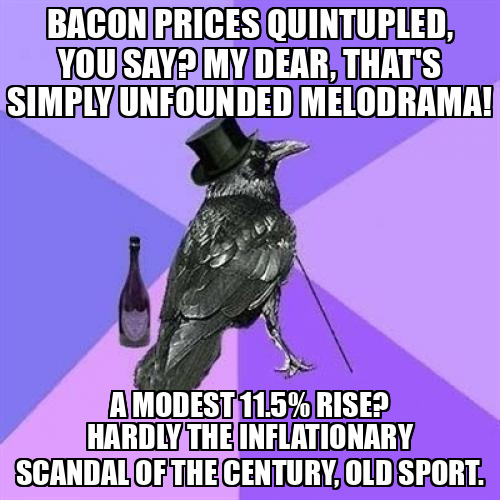 BACON PRICES QUINTUPLED,
YOU SAY? MY DEAR, THAT'S
SIMPLY UNFOUNDED MELODRAMA!
A MODEST 11.5% RISE?
HARDLY THE INFLATIONARY
SCANDAL OF THE CENTURY, OLD SPORT.